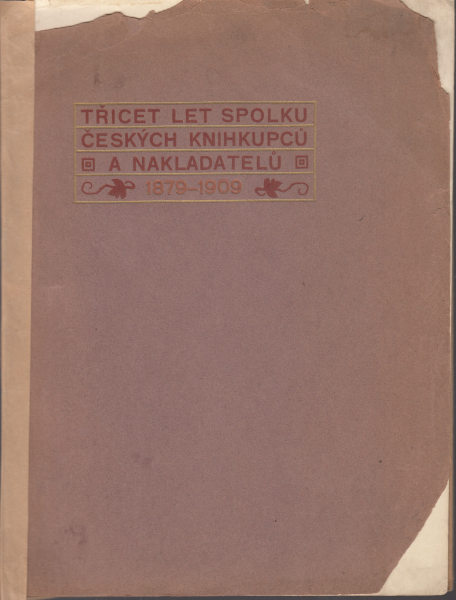 TŘICET LET SPOLKU
ČESKÝCH KNIHKUPCŮ
A NAKLADATELŮ
1879–1909